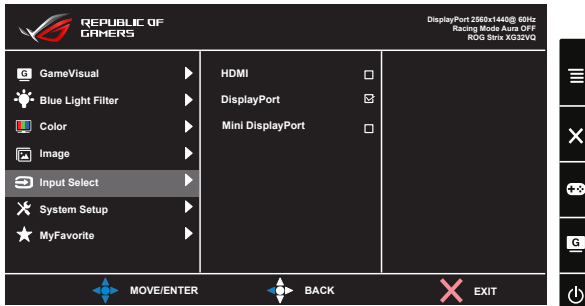 REPUBLIC OF
GAMERS
DisplayPort 2560x1440@ 60Hz
Racing Mode Aura OFF
ROG Strix XG32VQ
G GameVisual
Blue Light Filter
Color
Image
Input Select
System Setup
MyFavorite
HDMI
DisplayPort
Mini DisplayPort
MOVE/ENTER
BACK
EXIT
G